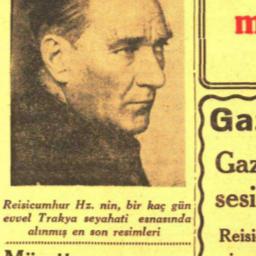 m
Reisicumhur Hz. nin, bir kaç gün
evvel Trakya seyahati esnasında
alınmış en son resimleri
Ga
Gaz
sesi
Reisi